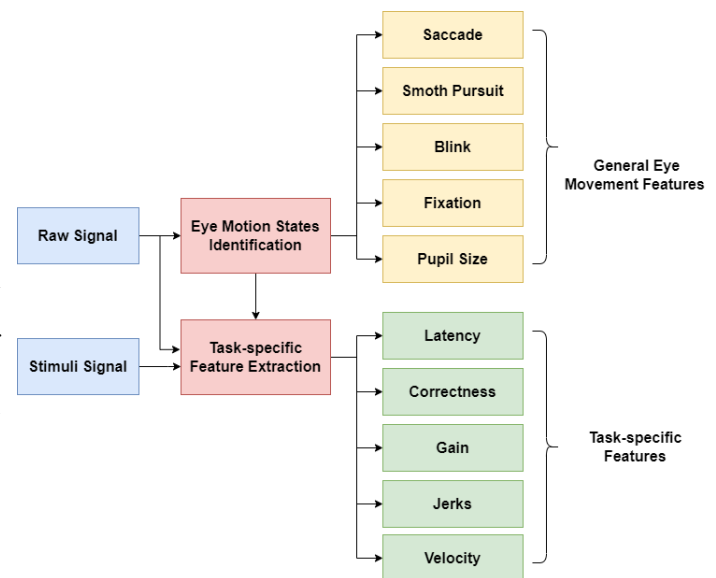 Saccade
Smoth Pursuit
Blink
Fixation
Pupil Size
General Eye
Movement Features
Raw Signal
Eye Motion States
Identification
Stimuli Signal
Task-specific
Feature Extraction
Latency
Correctness
Gain
Jerks
Velocity
Task-specific
Features